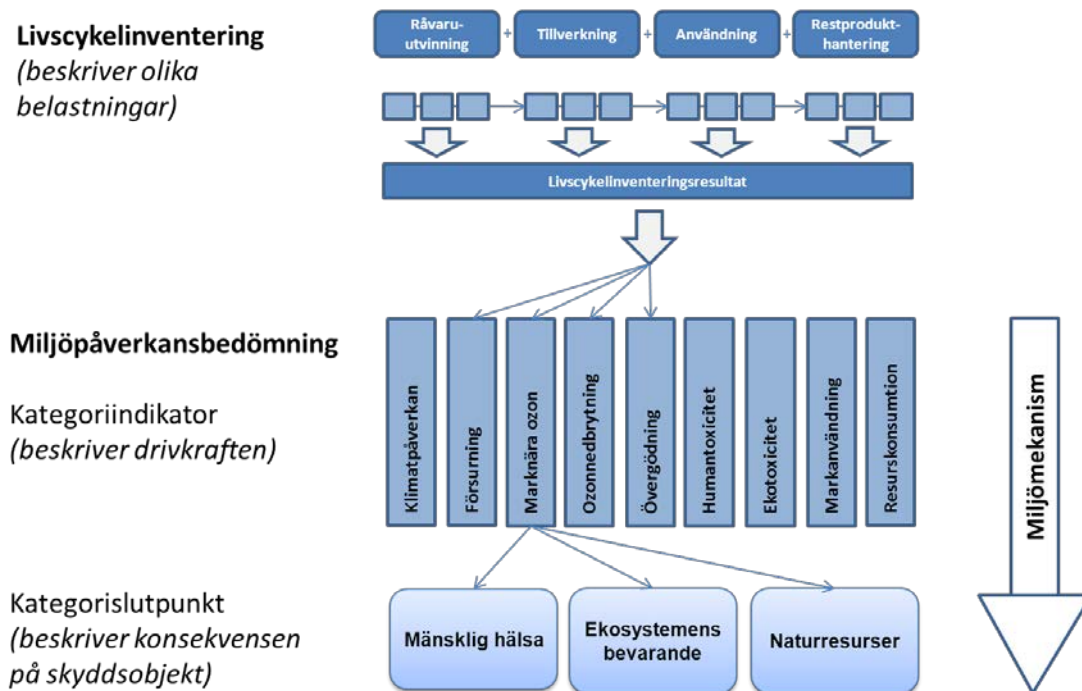 Livscykelinventering
(beskriver olika
belastningar)
Råvaru-
utvinning
+
Tillverkning
+
Användning
+
Restprodukt-
hantering
Livscykelinventeringsresultat
Miljöpåverkansbedömning
Kategoriindikator
(beskriver drivkraften)
Klimatpåverkan
Försurning
Marknära ozon
Ozonnedbrytning
Övergödning
Humantoxicitet
Ekotoxicitet
Markanvändning
Resurskonsumtion
Miljömekanism
Kategorislutpunkt
(beskriver konsekvensen
på skyddsobjekt)
Mänsklig hälsa
Ekosystemens
bevarande
Naturresurser